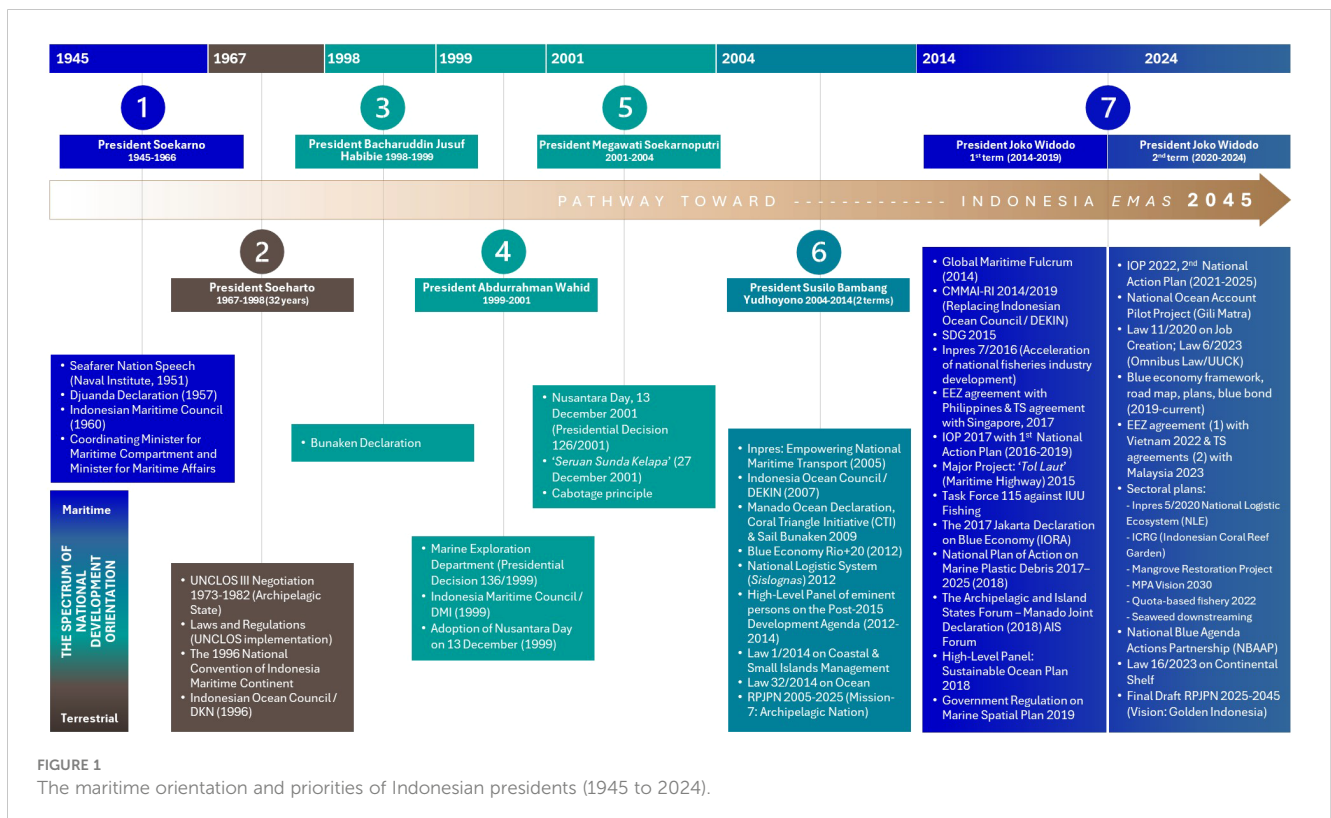 1945
1967
1998
1999
2001
2004
2014
2024
1
President Soekarno
1945-1966
3
President Bacharuddin Jusuf
Habibie 1998-1999
5
President Megawati Soekarnoputri
2001-2004
7
President Joko Widodo
1st term (2014-2019)
President Joko Widodo
2nd term (2020-2024)
PATHWAY TOWARD ------------- INDONESIA EMAS 2045
2
President Soeharto
1967-1998(32 years)
4
President Abdurrahman Wahid
1999-2001
6
President Susilo Bambang
Yudhoyono 2004-2014(2 terms)
• Seafarer Nation Speech
(Naval Institute, 1951)
• Djuanda Declaration (1957)
• Indonesian Maritime Council
(1960)
• Coordinating Minister for
Maritime Compartment and
Minister for Maritime Affairs
Maritime
THE SPECTRUM OF
NATIONAL
DEVELOPMENT
ORIENTATION
Terrestrial
• UNCLOS III Negotiation
1973-1982 (Archipelagic
State)
• Laws and Regulations
(UNCLOS implementation)
• The 1996 National
Convention of Indonesia
Maritime Continent
• Indonesian Ocean Council /
DKN (1996)
• Bunaken Declaration
• Marine Exploration
Department (Presidential
Decision 136/1999)
• Indonesia Maritime Council /
DMI (1999)
• Adoption of Nusantara Day
on 13 December (1999)
• Nusantara Day, 13
December 2001
(Presidential Decision
126/2001)
• ‘Seruan Sunda Kelapa’ (27
December 2001)
• Cabotage principle
• Inpres: Empowering National
Maritime Transport (2005)
• Indonesia Ocean Council /
DEKIN (2007)
• Manado Ocean Declaration,
Coral Triangle Initiative (CTI)
& Sail Bunaken 2009
• Blue Economy Rio+20 (2012)
• National Logistic System
(Sislognas) 2012
• High-Level Panel of eminent
persons on the Post-2015
Development Agenda (2012-
2014)
• Law 1/2014 on Coastal &
Small Islands Management
• Law 32/2014 on Ocean
• RPJPN 2005-2025 (Mission-
7: Archipelagic Nation)
• Global Maritime Fulcrum
(2014)
• CMMAI-RI 2014/2019
(Replacing Indonesian
Ocean Council / DEKIN)
• SDG 2015
• Inpres 7/2016 (Acceleration
of national fisheries industry
development)
• EEZ agreement with
Philippines & TS agreement
with Singapore, 2017
• IOP 2017 with 1st National
Action Plan (2016-2019)
• Major Project: ‘Tol Laut’
(Maritime Highway) 2015
• Task Force 115 against IUU
Fishing
• The 2017 Jakarta Declaration
on Blue Economy (IORA)
• National Plan of Action on
Marine Plastic Debris 2017–
2025 (2018)
• The Archipelagic and Island
States Forum – Manado Joint
Declaration (2018) AIS
Forum
• High-Level Panel:
Sustainable Ocean Plan
2018
• Government Regulation on
Marine Spatial Plan 2019
• IOP 2022, 2nd National
Action Plan (2021-2025)
• National Ocean Account
Pilot Project (Gili Matra)
• Law 11/2020 on Job
Creation; Law 6/2023
(Omnibus Law/UUCK)
• Blue economy framework,
road map, plans, blue bond
(2019-current)
• EEZ agreement (1) with
Vietnam 2022 & TS
agreements (2) with
Malaysia 2023
• Sectoral plans:
- Inpres 5/2020 National Logistic
Ecosystem (NLE)
- ICRG (Indonesian Coral Reef
Garden)
- Mangrove Restoration Project
- MPA Vision 2030
- Quota-based fishery 2022
- Seaweed downstreaming
• National Blue Agenda
Actions Partnership (NBAAP)
• Law 16/2023 on Continental
Shelf
• Final Draft RPJPN 2025-2045
(Vision: Golden Indonesia)
FIGURE 1
The maritime orientation and priorities of Indonesian presidents (1945 to 2024).